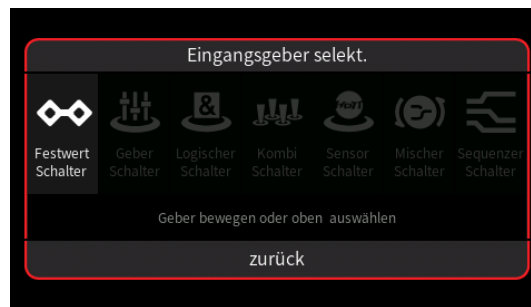 Eingangsgeber selekt.
& MSB
Festwert Geber Logischer Kombi Sensor Mischer Sequenzer
Schalter Schalter Schalter Schalter Schalter Schalter Schalter
Geber bewegen oder oben auswählen
zurück